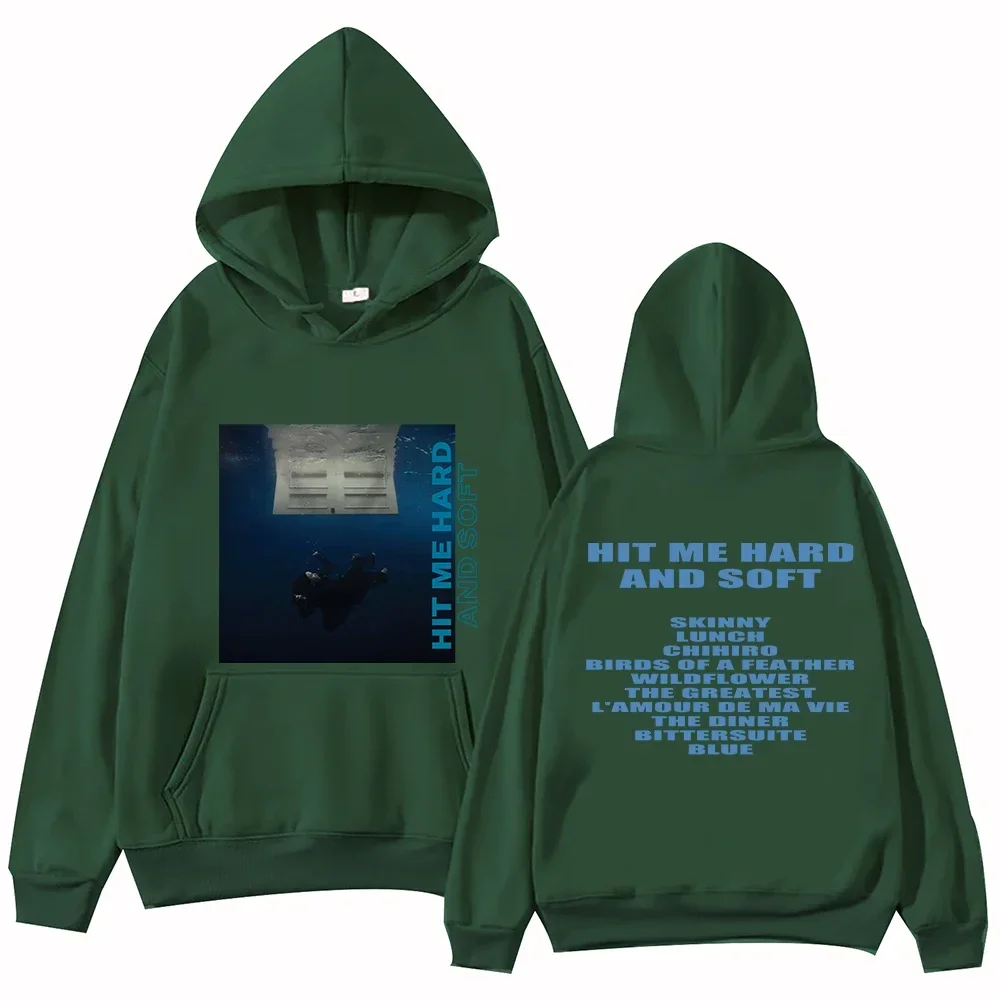 L
HIT ME HARD
AND SOFT
HIT ME HARD
AND SOFT
SKINNY
LUNCH
CHIHIRO
BIRDS OF A FEATHER
WILDFLOWER
THE GREATEST
L'AMOUR DE MA VIE
THE DINER
BITTERSUITE
BLUE